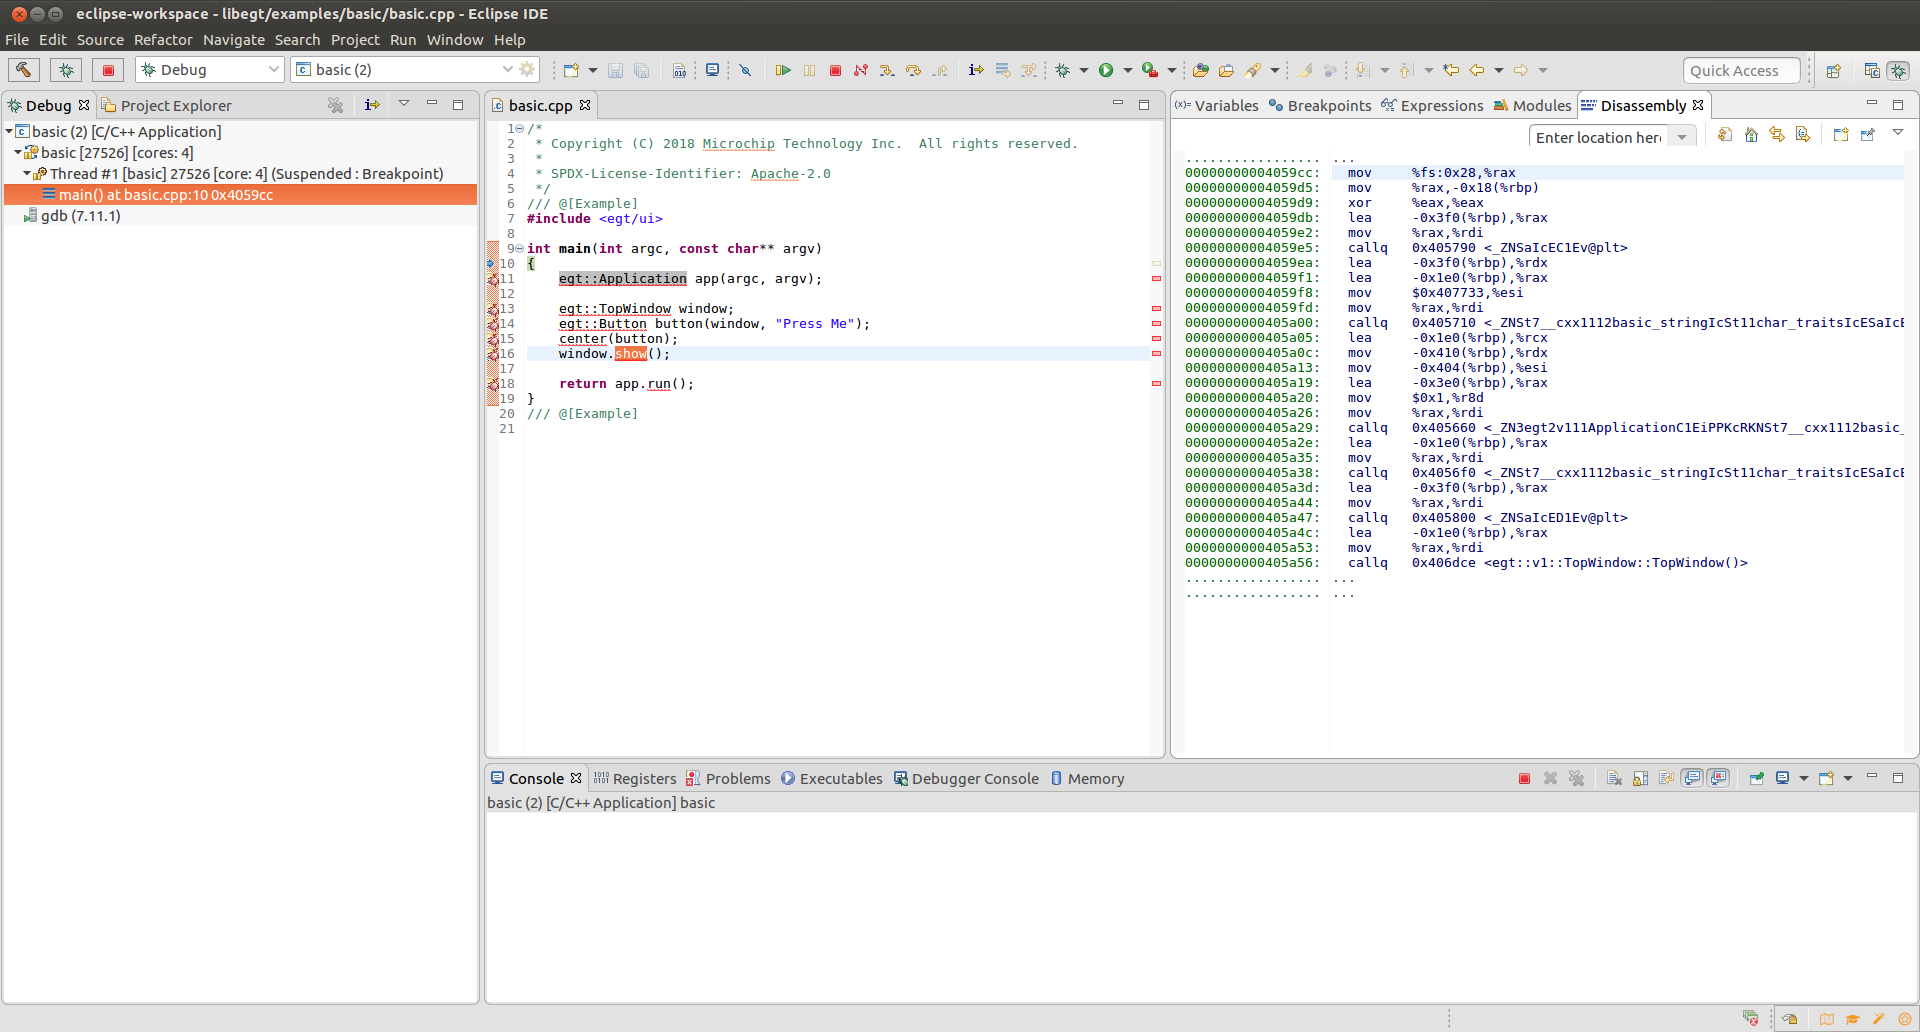 eclipse-workspace - libegt/examples/basic/basic.cpp - Eclipse IDE
File Edit Source Refactor Navigate Search Project Run Window Help
Debug
basic (2)
Quick Access
Debug Project Explorer
basic (2) [C/C++ Application]
basic [27526] [cores: 4]
Thread #1 [basic] 27526 [core: 4] (Suspended : Breakpoint)
main() at basic.cpp:10 0x4059cc
gdb (7.11.1)
basic.cpp
1 /*
2 * Copyright (C) 2018 Microchip Technology Inc.  All rights reserved.
3 *
4 * SPDX-License-Identifier: Apache-2.0
5 */
6 /// @[Example]
7 #include <egt/ui>
8
9 int main(int argc, const char** argv)
10 {
11 egt::Application app(argc, argv);
12
13 egt::TopWindow window;
14 egt::Button button(window, "Press Me");
15 center(button);
16 window.show();
17
18 return app.run();
19 }
20 /// @[Example]
21
Variables Breakpoints Expressions Modules Disassembly
Enter location here
................. ...
00000000004059cc: mov %fs:0x28,%rax
00000000004059d5: mov %rax,-0x18(%rbp)
00000000004059d9: xor %eax,%eax
00000000004059db: lea -0x3f0(%rbp),%rax
00000000004059e2: mov %rax,%rdi
00000000004059e5: callq 0x405790 <_ZNSaIcEC1Ev@plt>
00000000004059ea: lea -0x3f0(%rbp),%rdx
00000000004059f1: lea -0x1e0(%rbp),%rax
00000000004059f8: mov $0x407733,%esi
00000000004059fd: mov %rax,%rdi
0000000000405a00: callq 0x405710 <_ZNSt7__cxx1112basic_stringIcSt11char_traitsIcESaIcE
0000000000405a05: lea -0x1e0(%rbp),%rcx
0000000000405a0c: mov -0x410(%rbp),%rdx
0000000000405a13: mov -0x404(%rbp),%esi
0000000000405a19: lea -0x3e0(%rbp),%rax
0000000000405a20: mov $0x1,%r8d
0000000000405a26: mov %rax,%rdi
0000000000405a29: callq 0x405660 <_ZN3egt2v111ApplicationC1EiPPKcRKNSt7__cxx1112basic_
0000000000405a2e: lea -0x1e0(%rbp),%rax
0000000000405a35: mov %rax,%rdi
0000000000405a38: callq 0x4056f0 <_ZNSt7__cxx1112basic_stringIcSt11char_traitsIcESaIcE
0000000000405a3d: lea -0x3f0(%rbp),%rax
0000000000405a44: mov %rax,%rdi
0000000000405a47: callq 0x405800 <_ZNSaIcED1Ev@plt>
0000000000405a4c: lea -0x1e0(%rbp),%rax
0000000000405a53: mov %rax,%rdi
0000000000405a56: callq 0x406dce <egt::v1::TopWindow::TopWindow()>
................. ...
................. ...
Console Registers Problems Executables Debugger Console Memory
basic (2) [C/C++ Application] basic